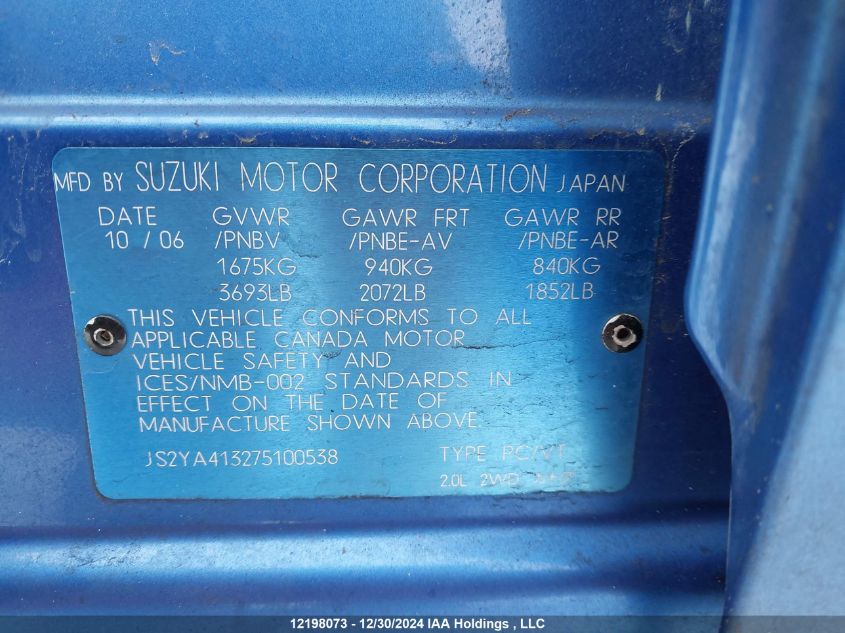 MFD BY SUZUKI MOTOR CORPORATION JAPAN
DATE GVWR GAWR FRT GAWR RR
10 / 06 /PNBV /PNBE-AV /PNBE-AR
1675KG 940KG 840KG
3693LB 2072LB 1852LB
THIS VEHICLE CONFORMS TO ALL
APPLICABLE CANADA MOTOR
VEHICLE SAFETY AND
ICES/NMB-002 STANDARDS IN
EFFECT ON THE DATE OF
MANUFACTURE SHOWN ABOVE.
JS2YA413275100538 TYPE PC/VT
2.0L 2WD
12198073 - 12/30/2024 IAA Holdings , LLC